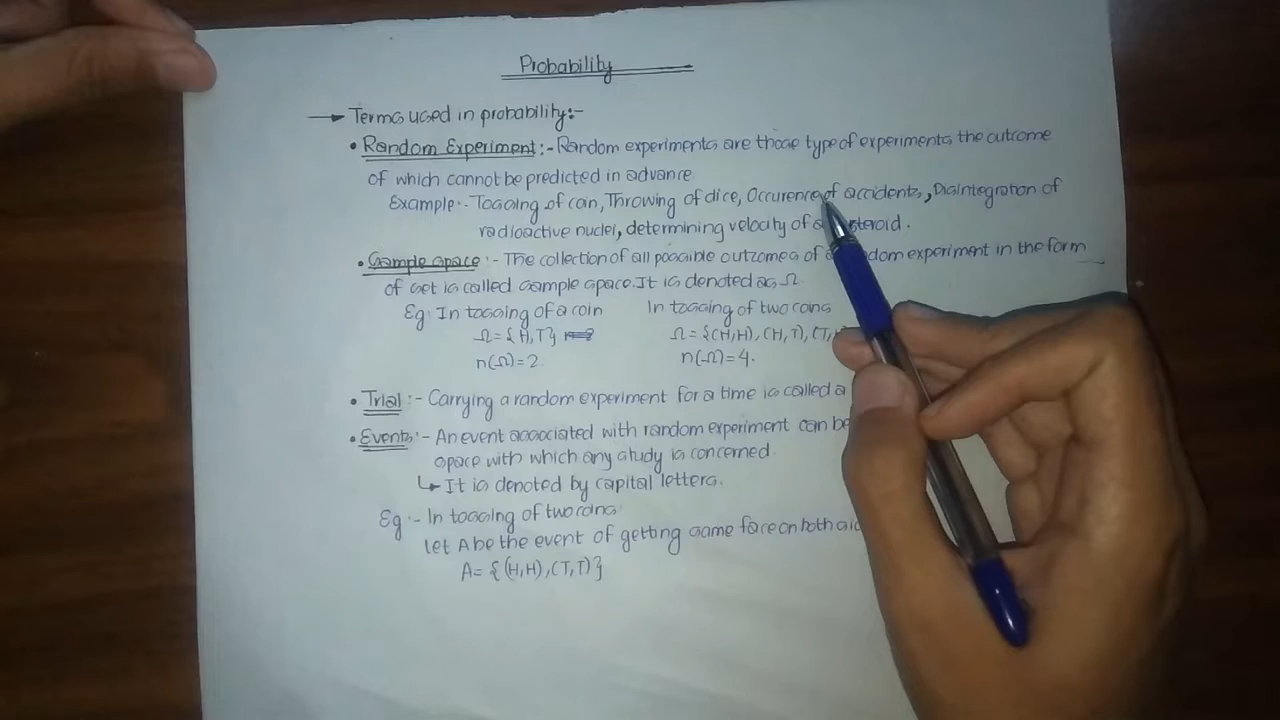 Probability
→ Terms used in probability:-
• Random Experiment :- Random experiments are those type of experiments the outcome
of which cannot be predicted in advance
Example:- Tossing of coin, Throwing of dice, Occurence of accidents, Disintegration of
radioactive nuclei, determining velocity of asteroid.
• Sample space :- The collection of all possible outcomes of random experiment in the form
of set is called sample space. It is denoted as Ω.
Eg: In tossing of a coin In tossing of two coins
Ω = {H,T} Ω = {(H,H), (H,T), (T,
n(Ω)=2. n(Ω)=4.
• Trial :- Carrying a random experiment for a time is called a
• Events :- An event associated with random experiment can be
space with which any study is concerned.
↳ It is denoted by capital letters.
Eg :- In tossing of two coins
let A be the event of getting same face on both
A = {(H,H),(T,T)}